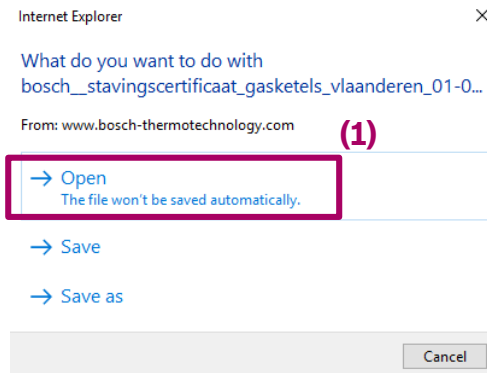 Internet Explorer
What do you want to do with
bosch__stavingscertificaat_gasketels_vlaanderen_01-0...
From: www.bosch-thermotechnology.com
(1)
→ Open
The file won't be saved automatically.
→ Save
→ Save as
Cancel